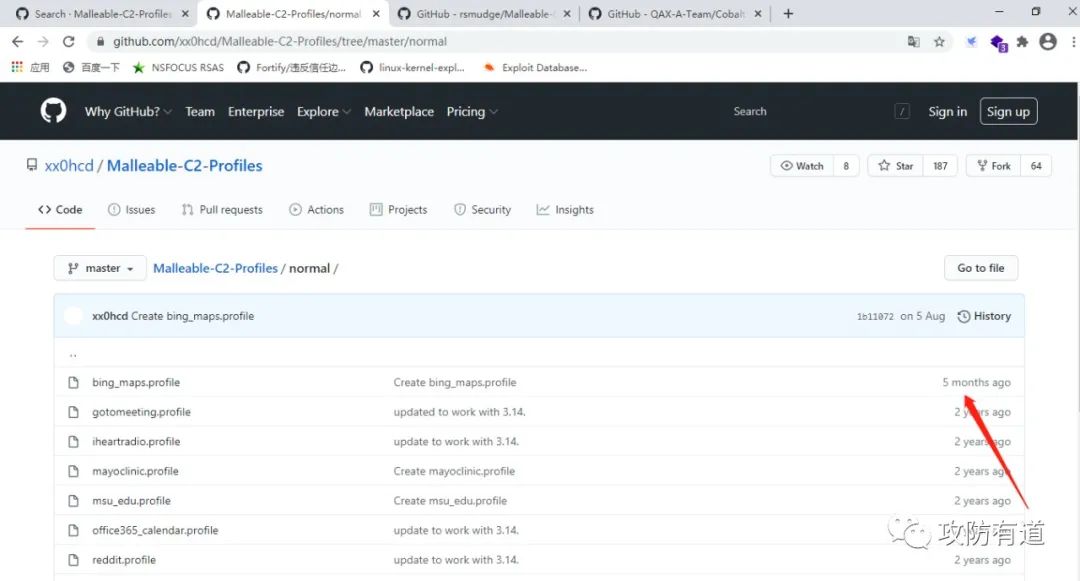 Search · Malleable-C2-Profiles
Malleable-C2-Profiles/normal
GitHub - rsmudge/Malleable-
GitHub - QAX-A-Team/Cobalt
github.com/xx0hcd/Malleable-C2-Profiles/tree/master/normal
应用 百度一下 NSFOCUS RSAS Fortify/违反信任边... linux-kernel-expl... Exploit Database...
Why GitHub? Team Enterprise Explore Marketplace Pricing Search / Sign in Sign up
xx0hcd / Malleable-C2-Profiles Watch 8 Star 187 Fork 64
Code Issues Pull requests Actions Projects Security Insights
master Malleable-C2-Profiles / normal / Go to file
xx0hcd Create bing_maps.profile 1b11072 on 5 Aug History
..
bing_maps.profile Create bing_maps.profile 5 months ago
gotomeeting.profile updated to work with 3.14. 2 years ago
iheartradio.profile update to work with 3.14. 2 years ago
mayoclinic.profile Create mayoclinic.profile 2 years ago
msu_edu.profile Create msu_edu.profile 2 years ago
office365_calendar.profile update to work with 3.14.
攻防有道
reddit.profile update to work with 3.14. 2 years ago